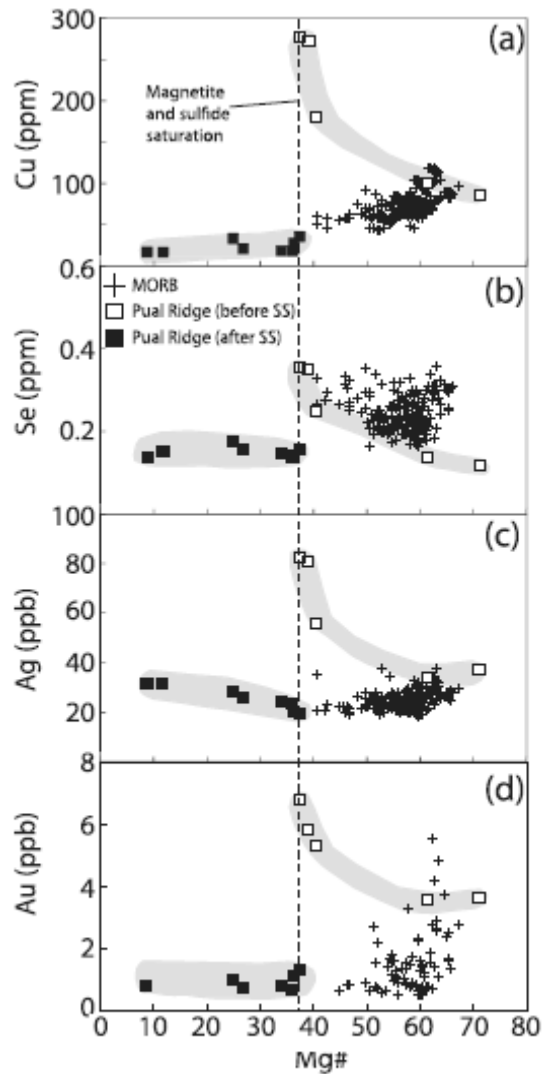 300
(a)
Magnetite
and sulfide
saturation
200
100
Cu (ppm)
0.6
(b)
MORB
Pual Ridge (before SS)
Pual Ridge (after SS)
0.4
0.2
Se (ppm)
100
(c)
80
60
40
20
Ag (ppb)
8
(d)
6
4
2
0
Au (ppb)
0 10 20 30 40 50 60 70 80
Mg#